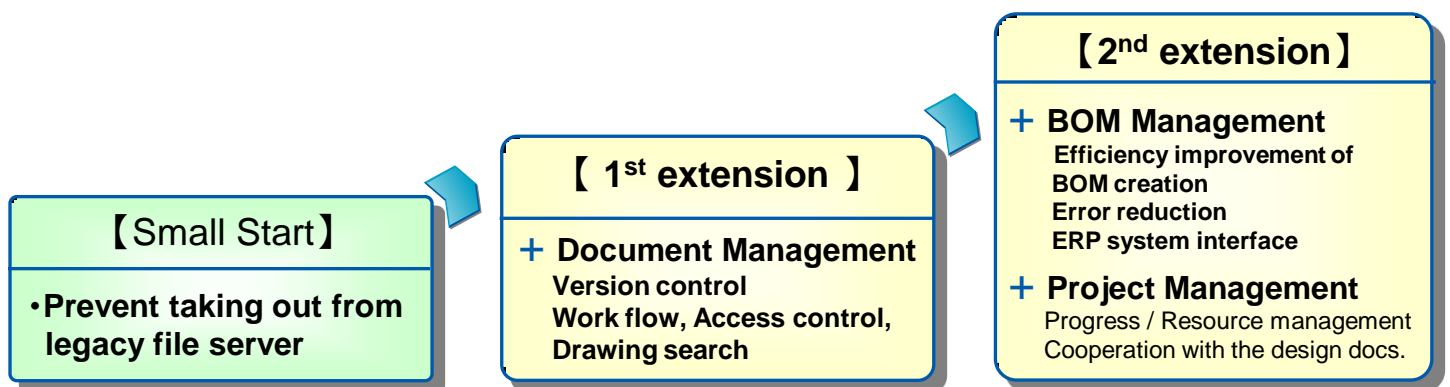 【Small Start】
・Prevent taking out from
legacy file server
【 1st extension 】
+ Document Management
Version control
Work flow, Access control,
Drawing search
【2nd extension】
+ BOM Management
Efficiency improvement of
BOM creation
Error reduction
ERP system interface
+ Project Management
Progress / Resource management
Cooperation with the design docs.